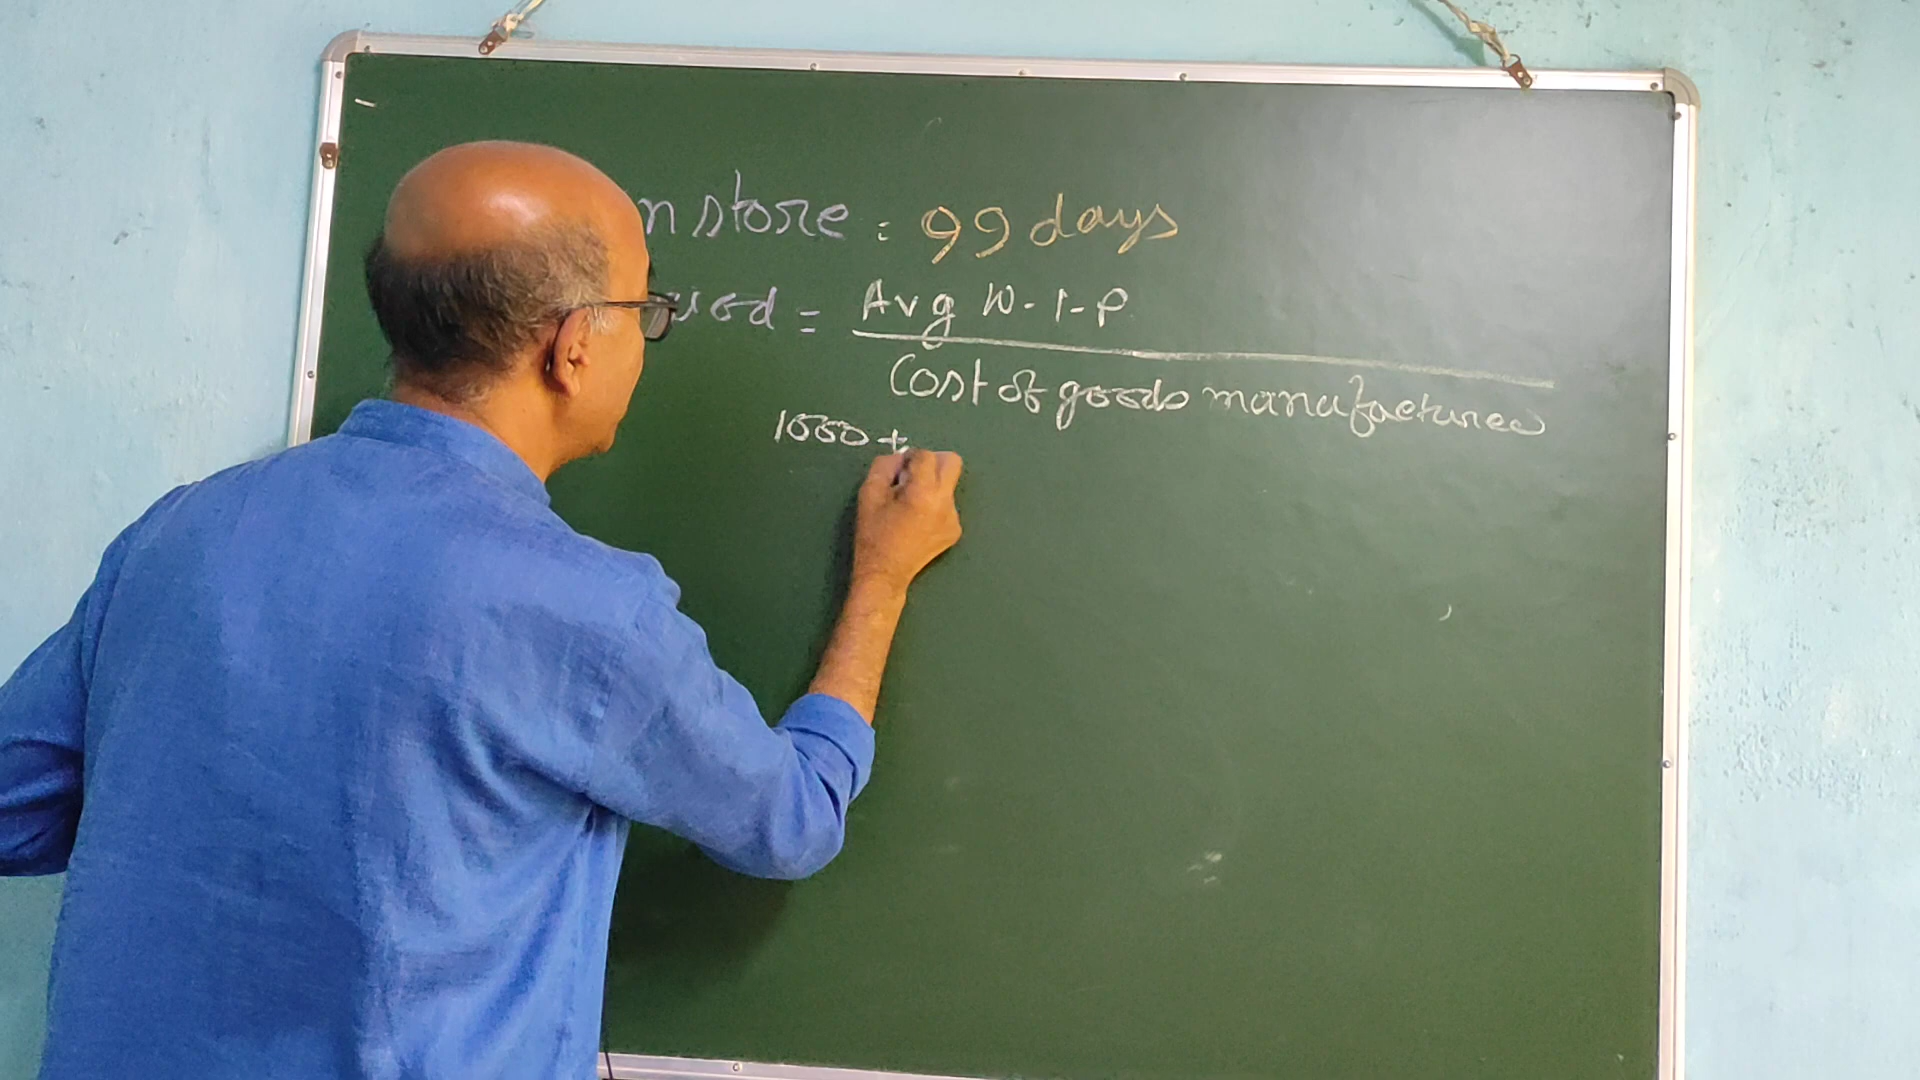 n store : 99 days
= Avg W-I-P
Cost of goods manufactured
1000 +